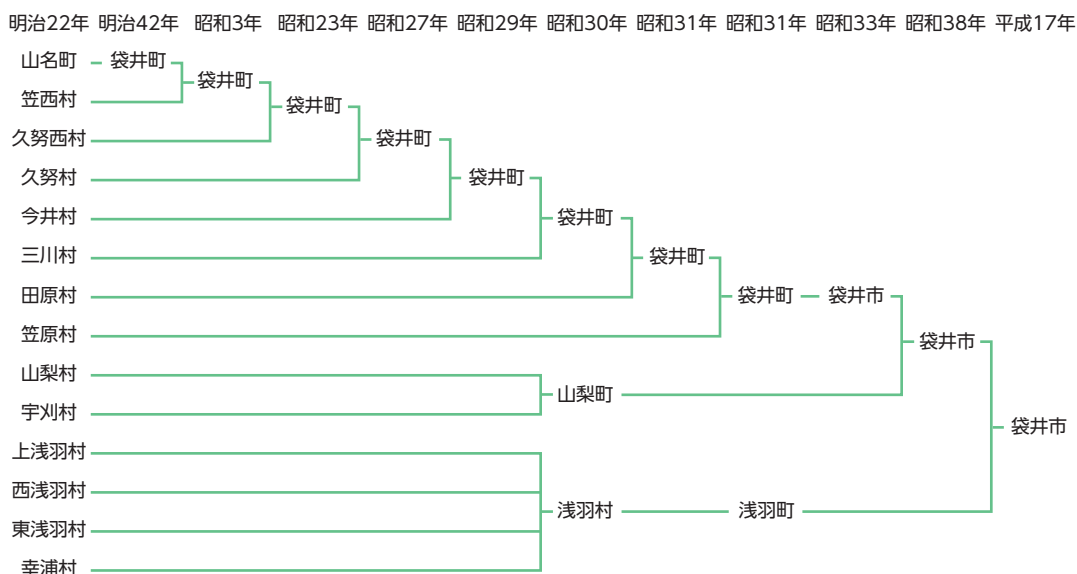 明治22年 明治42年 昭和3年 昭和23年 昭和27年 昭和29年 昭和30年 昭和31年 昭和31年 昭和33年 昭和38年 平成17年
山名町 袋井町
袋井町
笠西村
袋井町
久努西村
袋井町
久努村
袋井町
今井村
袋井町
三川村
袋井町
田原村
袋井町 袋井市
笠原村
袋井市
山梨村
山梨町
宇刈村
袋井市
上浅羽村
西浅羽村
浅羽村 浅羽町
東浅羽村
幸浦村